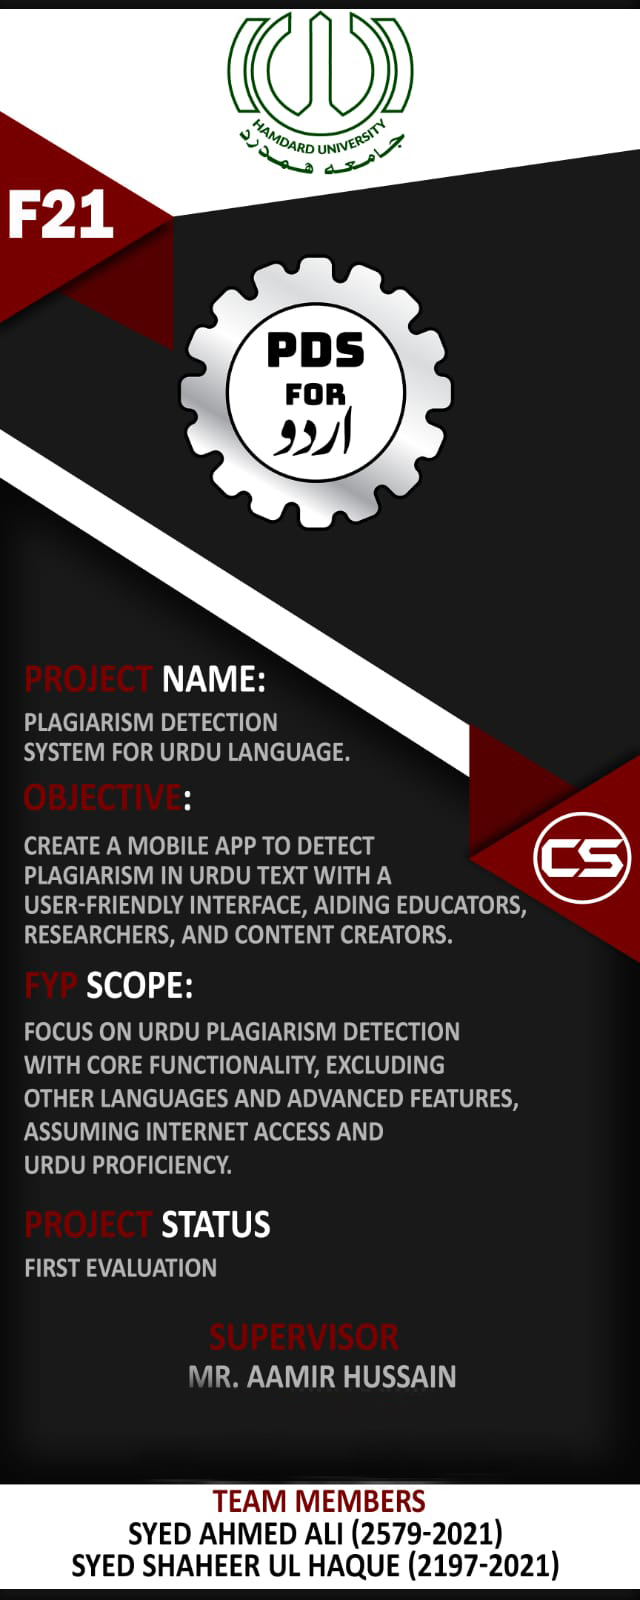 HAMDARD UNIVERSITY
جامعه همدرد
F21
PDS
FOR
اردو
PROJECT NAME:
PLAGIARISM DETECTION
SYSTEM FOR URDU LANGUAGE.
OBJECTIVE:
CREATE A MOBILE APP TO DETECT
PLAGIARISM IN URDU TEXT WITH A
USER-FRIENDLY INTERFACE, AIDING EDUCATORS,
RESEARCHERS, AND CONTENT CREATORS.
CS
FYP SCOPE:
FOCUS ON URDU PLAGIARISM DETECTION
WITH CORE FUNCTIONALITY, EXCLUDING
OTHER LANGUAGES AND ADVANCED FEATURES,
ASSUMING INTERNET ACCESS AND
URDU PROFICIENCY.
PROJECT STATUS
FIRST EVALUATION
SUPERVISOR
MR. AAMIR HUSSAIN
TEAM MEMBERS
SYED AHMED ALI (2579-2021)
SYED SHAHEER UL HAQUE (2197-2021)